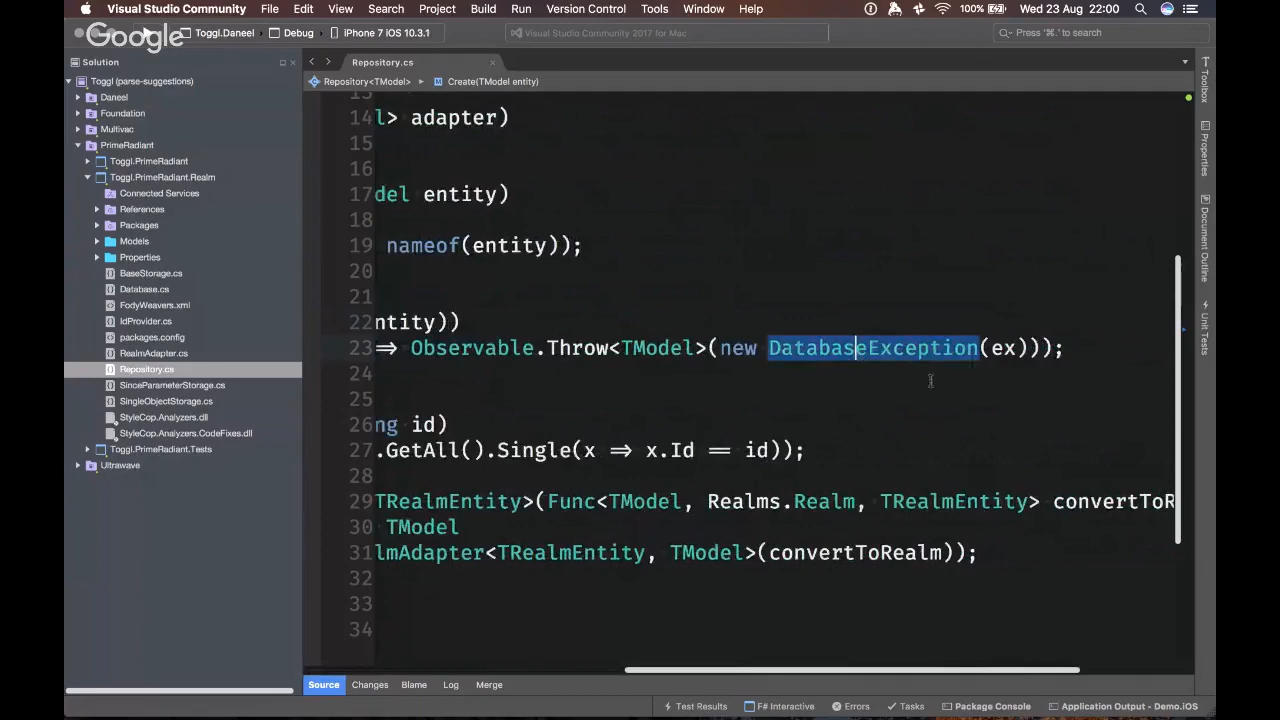 Visual Studio Community File Edit View Search Project Build Run Version Control Tools Window Help 100% Wed 23 Aug 22:00
Google
Toggl.Daneel Debug iPhone 7 iOS 10.3.1 Visual Studio Community 2017 for Mac Press '⌘.' to search
Solution
Toggl (parse-suggestions)
Daneel
Foundation
Multivac
PrimeRadiant
Toggl.PrimeRadiant
Toggl.PrimeRadiant.Realm
Connected Services
References
Packages
Models
Properties
BaseStorage.cs
Database.cs
FodyWeavers.xml
IdProvider.cs
packages.config
RealmAdapter.cs
Repository.cs
SinceParameterStorage.cs
SingleObjectStorage.cs
StyleCop.Analyzers.dll
StyleCop.Analyzers.CodeFixes.dll
Toggl.PrimeRadiant.Tests
Ultrawave
Repository.cs
Repository<TModel> Create(TModel entity)
13
14 l> adapter)
15
16
17 del entity)
18
19 nameof(entity));
20
21
22 ntity))
23 => Observable.Throw<TModel>(new DatabaseException(ex)));
24
25
26 ng id)
27 .GetAll().Single(x => x.Id == id));
28
29 TRealmEntity>(Func<TModel, Realms.Realm, TRealmEntity> convertToR
30 TModel
31 lmAdapter<TRealmEntity, TModel>(convertToRealm));
32
33
34
Source Changes Blame Log Merge
Toolbox
Properties
Document Outline
Unit Tests
Test Results F# Interactive Errors Tasks Package Console Application Output - Demo.iOS